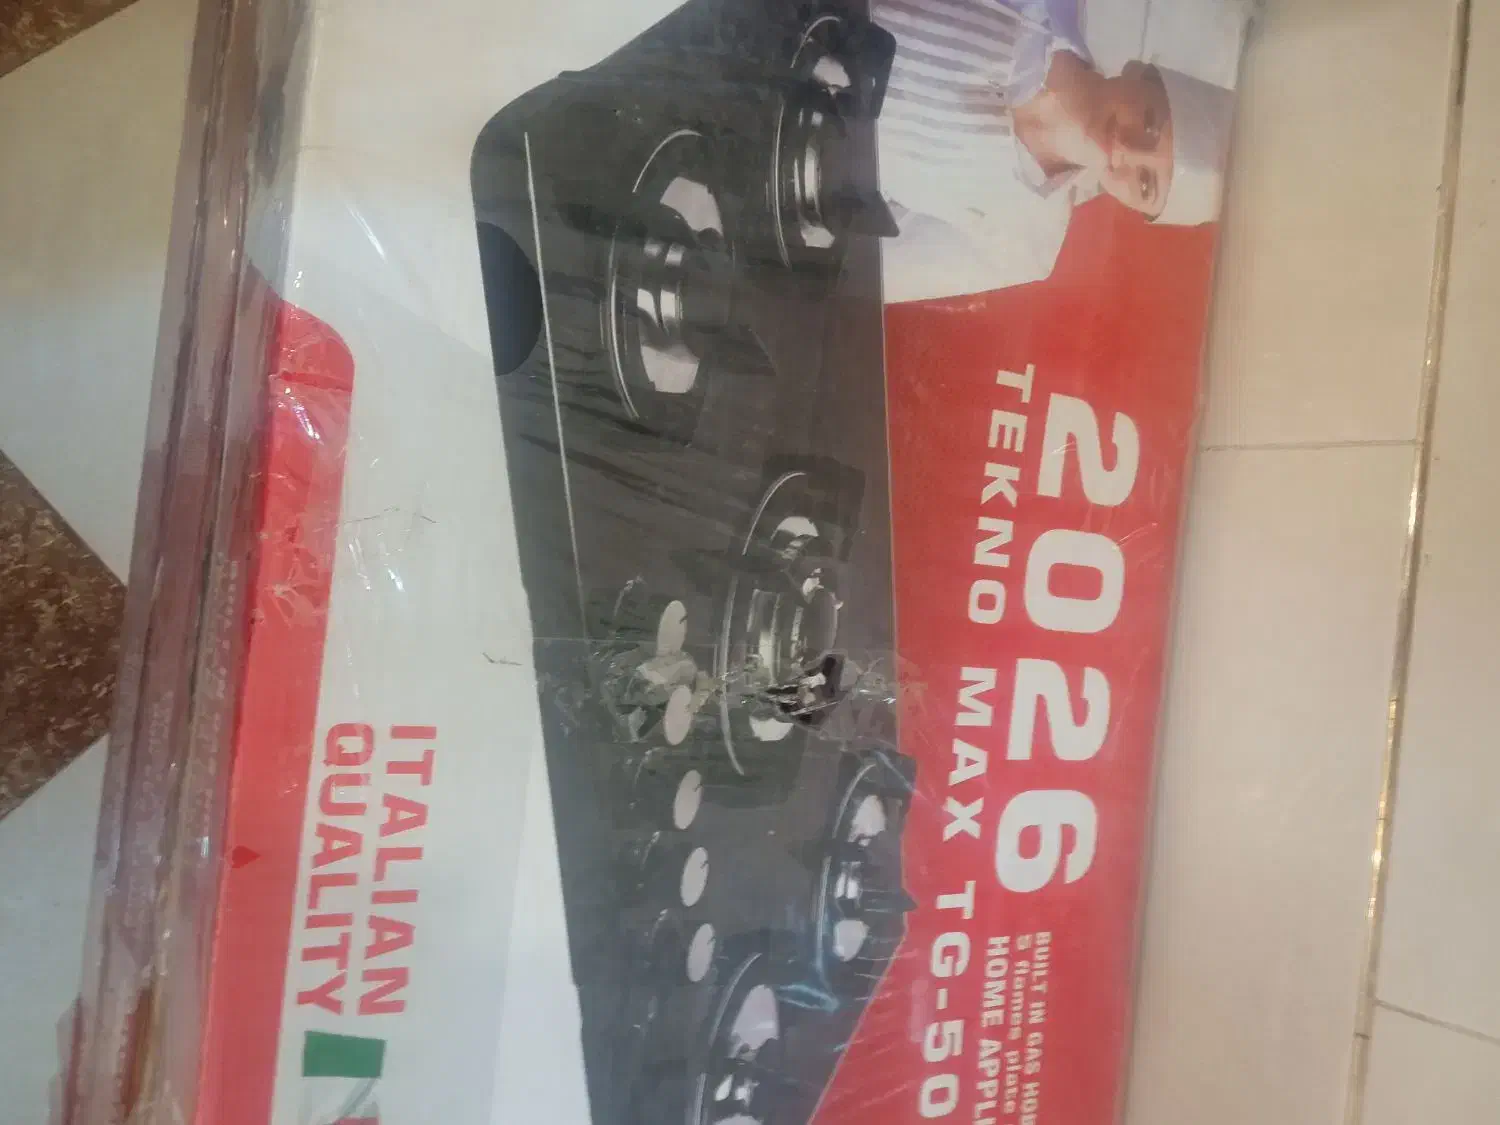 2026
TEKNO MAX TG-50
BUILT IN GAS HOB
5 flames plate
HOME APPLI
ITALIAN
QUALITY